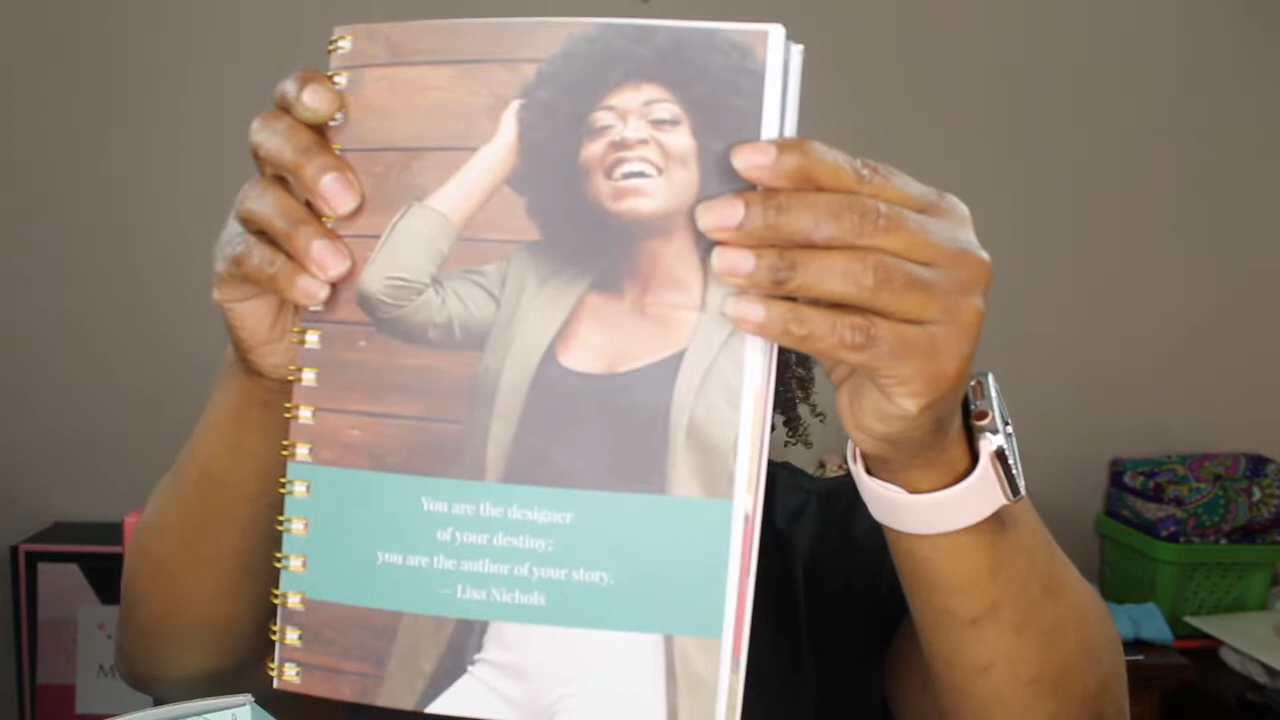 You are the designer
of your destiny;
you are the author of your story.
— Lisa Nichols
M